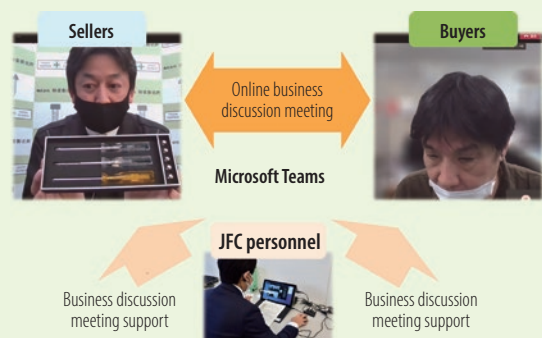 Sellers
Buyers
Online business
discussion meeting
Microsoft Teams
JFC personnel
Business discussion
meeting support
Business discussion
meeting support